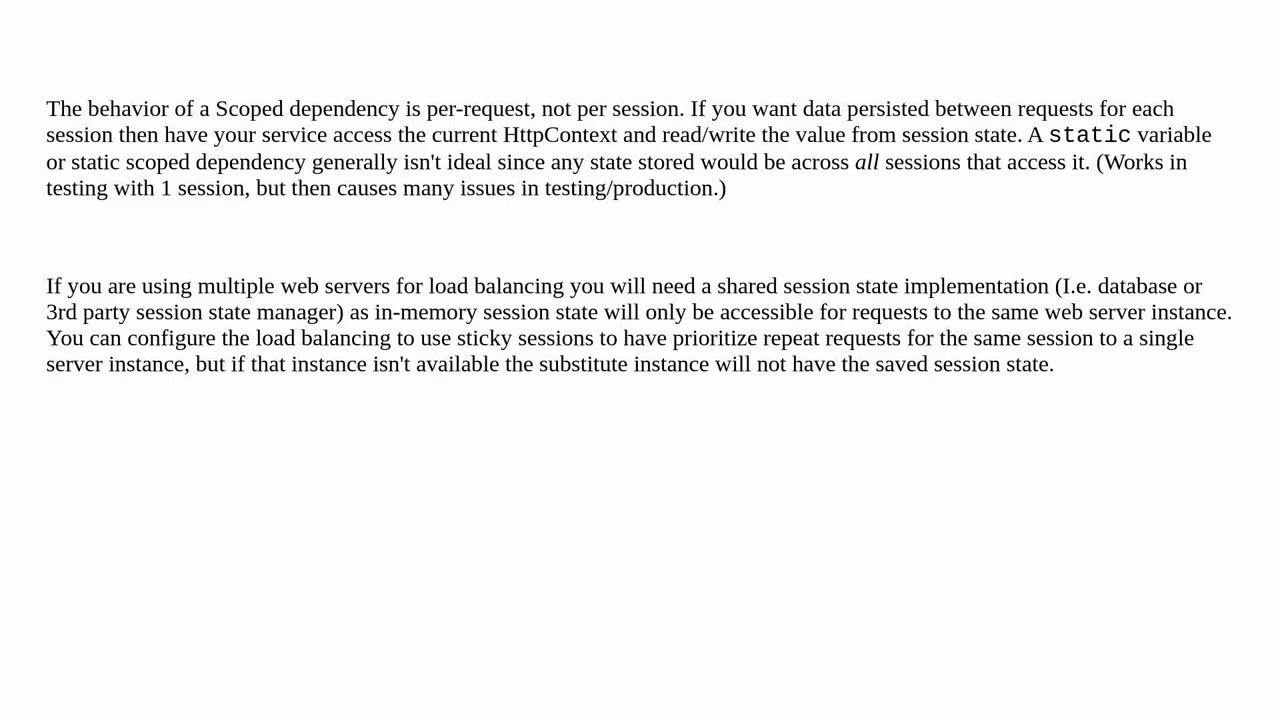 The behavior of a Scoped dependency is per-request, not per session. If you want data persisted between requests for each
session then have your service access the current HttpContext and read/write the value from session state. A static variable
or static scoped dependency generally isn't ideal since any state stored would be across all sessions that access it. (Works in
testing with 1 session, but then causes many issues in testing/production.)
If you are using multiple web servers for load balancing you will need a shared session state implementation (I.e. database or
3rd party session state manager) as in-memory session state will only be accessible for requests to the same web server instance.
You can configure the load balancing to use sticky sessions to have prioritize repeat requests for the same session to a single
server instance, but if that instance isn't available the substitute instance will not have the saved session state.